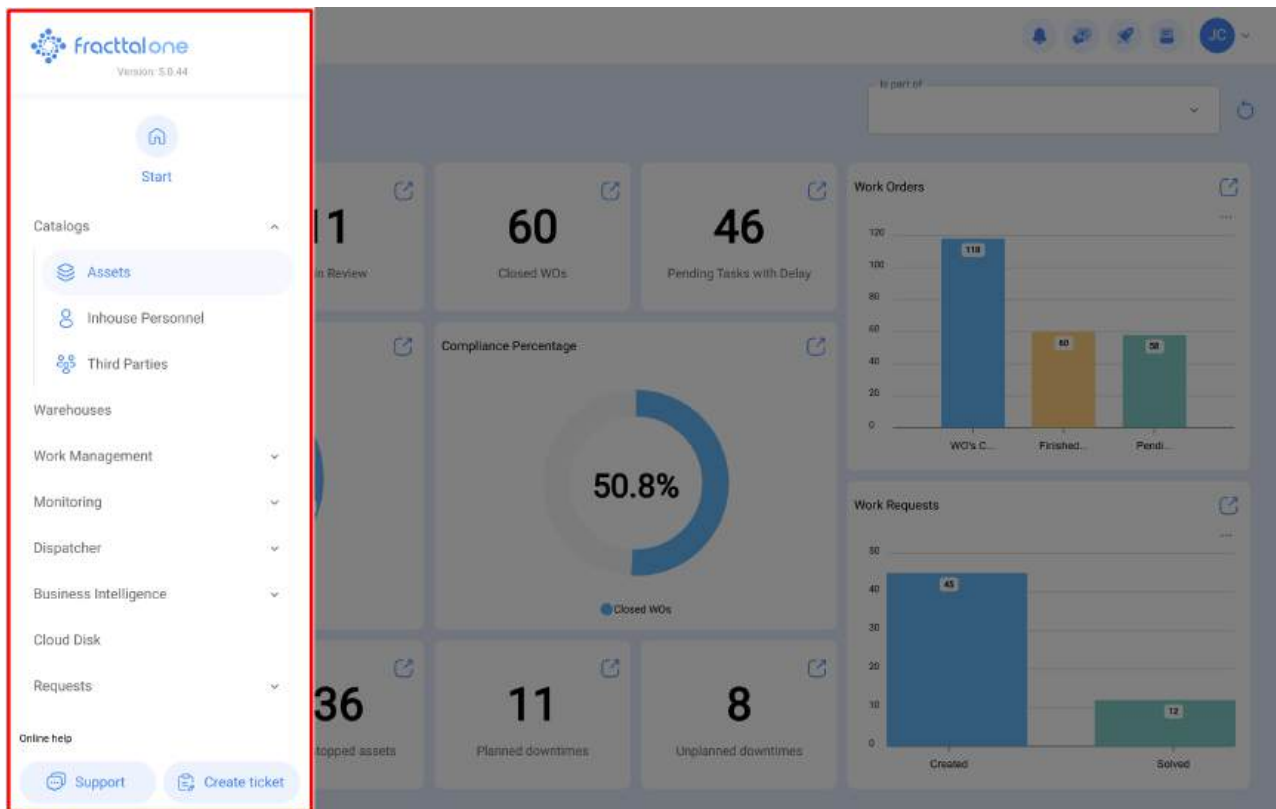 fracttalone
Version: 5.0.44
Start
Catalogs
Assets
Inhouse Personnel
Third Parties
Warehouses
Work Management
Monitoring
Dispatcher
Business Intelligence
Cloud Disk
Requests
Online help
Support
Create ticket
JC
Is part of
11
in Review
60
Closed WOs
46
Pending Tasks with Delay
Compliance Percentage
50.8%
Closed WOs
36
stopped assets
11
Planned downtimes
8
Unplanned downtimes
Work Orders
120
100
80
60
40
20
0
118
60
58
WO's C...
Finished...
Pendi...
Work Requests
50
40
30
20
10
0
45
12
Created
Solved